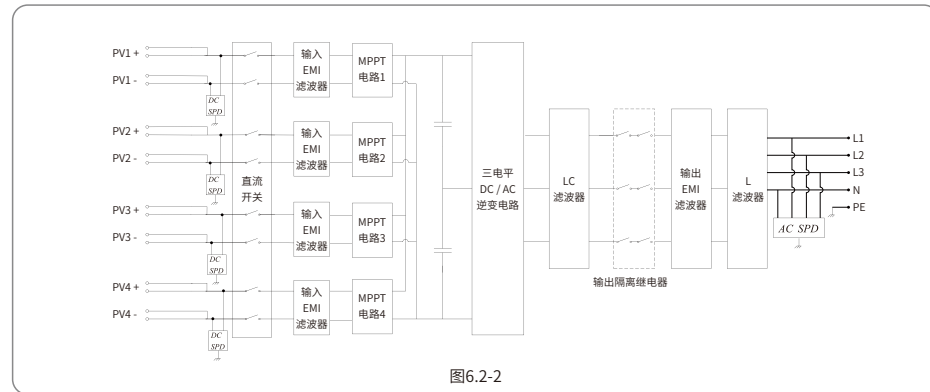 PV1 +
PV1 -
DC
SPD
PV2 +
PV2 -
DC
SPD
PV3 +
PV3 -
DC
SPD
PV4 +
PV4 -
DC
SPD
直流
开关
输入
EMI
滤波器
输入
EMI
滤波器
输入
EMI
滤波器
输入
EMI
滤波器
MPPT
电路1
MPPT
电路2
MPPT
电路3
MPPT
电路4
三电平
DC / AC
逆变电路
LC
滤波器
输出隔离继电器
输出
EMI
滤波器
L
滤波器
L1
L2
L3
N
PE
AC SPD
图6.2-2